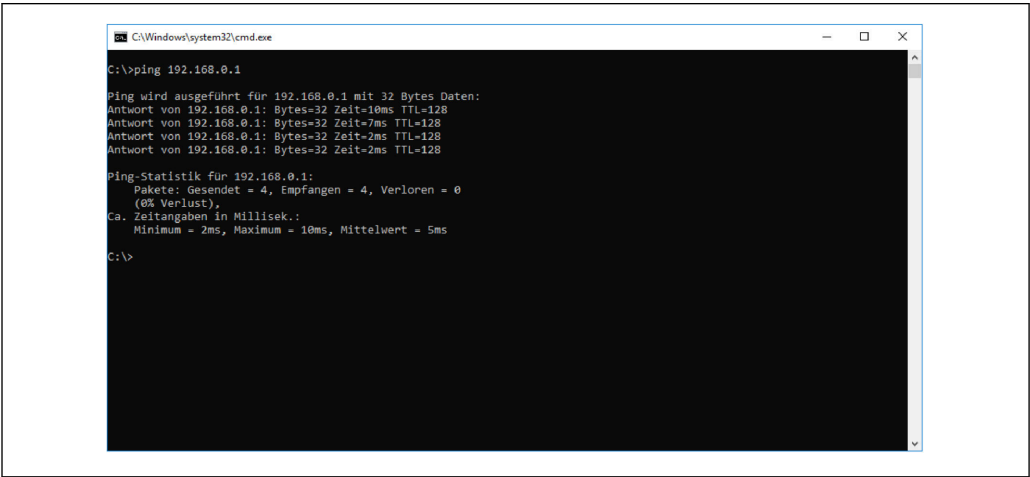 C:\Windows\system32\cmd.exe
C:\>ping 192.168.0.1
Ping wird ausgeführt für 192.168.0.1 mit 32 Bytes Daten:
Antwort von 192.168.0.1: Bytes=32 Zeit=10ms TTL=128
Antwort von 192.168.0.1: Bytes=32 Zeit=7ms TTL=128
Antwort von 192.168.0.1: Bytes=32 Zeit=2ms TTL=128
Antwort von 192.168.0.1: Bytes=32 Zeit=2ms TTL=128
Ping-Statistik für 192.168.0.1:
Pakete: Gesendet = 4, Empfangen = 4, Verloren = 0
(0% Verlust),
Ca. Zeitangaben in Millisek.:
Minimum = 2ms, Maximum = 10ms, Mittelwert = 5ms
C:\>